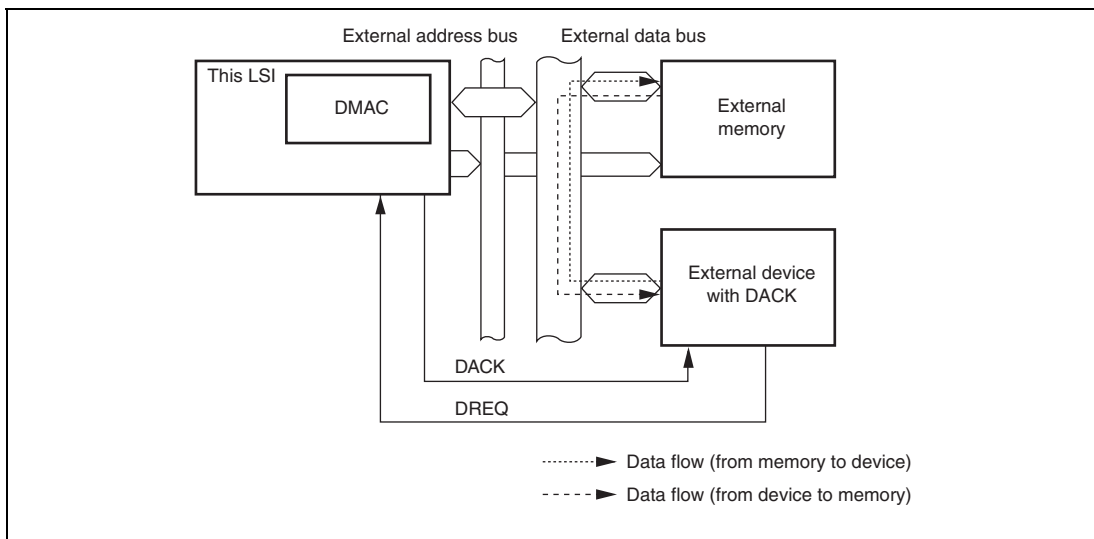 External address bus
External data bus
This LSI
DMAC
External
memory
External device
with DACK
DACK
DREQ
Data flow (from memory to device)
Data flow (from device to memory)